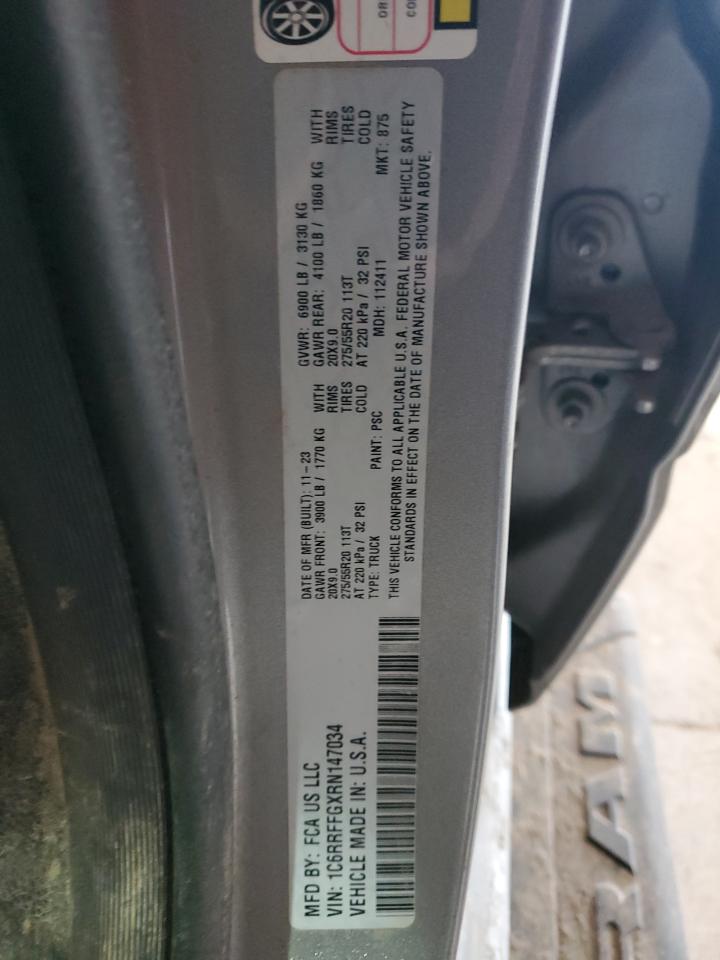 MFD BY: FCA US LLC
VIN: 1C6RRFFGXRN147034
VEHICLE MADE IN: U.S.A.
DATE OF MFR (BUILT): 11-23 GVWR: 6900 LB / 3130 KG
GAWR FRONT: 3900 LB / 1770 KG WITH GAWR REAR: 4100 LB / 1860 KG WITH
20X9.0 RIMS 20X9.0 RIMS
275/55R20 113T TIRES 275/55R20 113T TIRES
AT 220 kPa / 32 PSI COLD AT 220 kPa / 32 PSI COLD
TYPE: TRUCK PAINT: PSC MDH: 112411 MKT: 875
THIS VEHICLE CONFORMS TO ALL APPLICABLE U.S.A. FEDERAL MOTOR VEHICLE SAFETY
STANDARDS IN EFFECT ON THE DATE OF MANUFACTURE SHOWN ABOVE.
OR
RAM